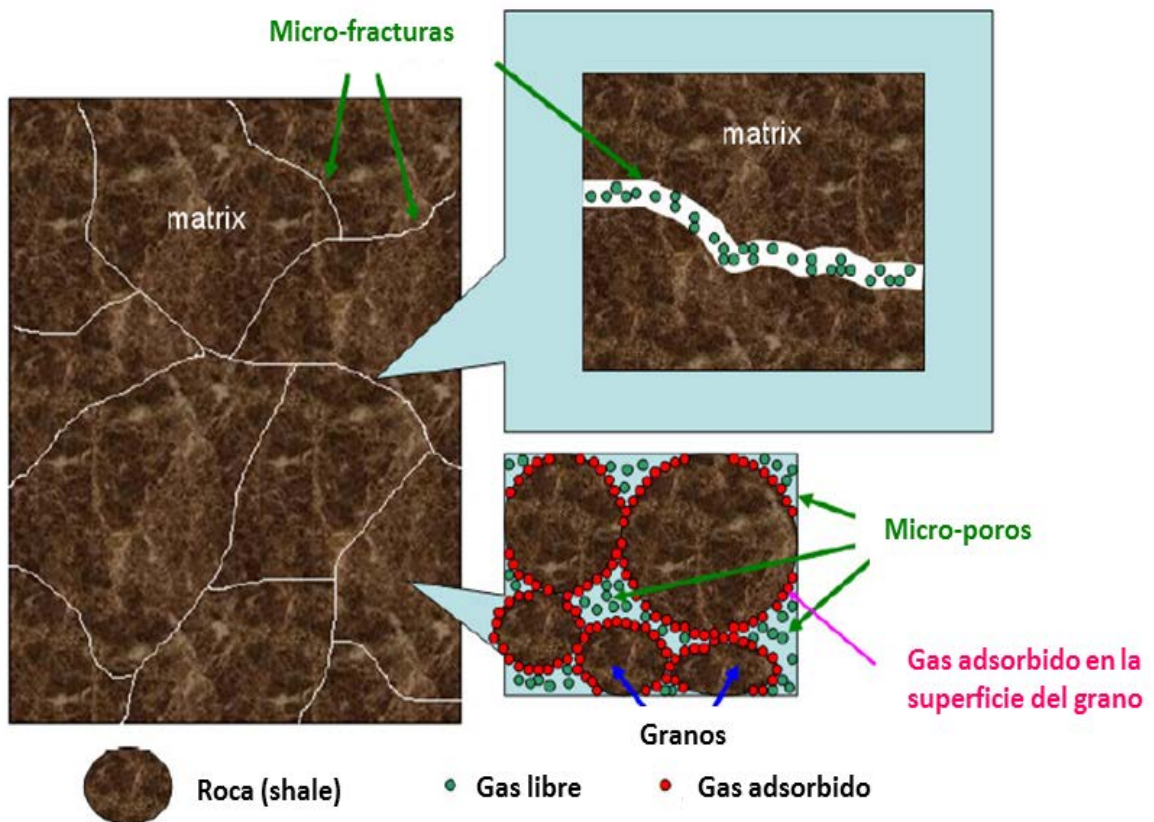 Micro-fracturas
matrix
matrix
Micro-poros
Gas adsorbido en la
superficie del grano
Granos
Roca (shale)
Gas libre
Gas adsorbido